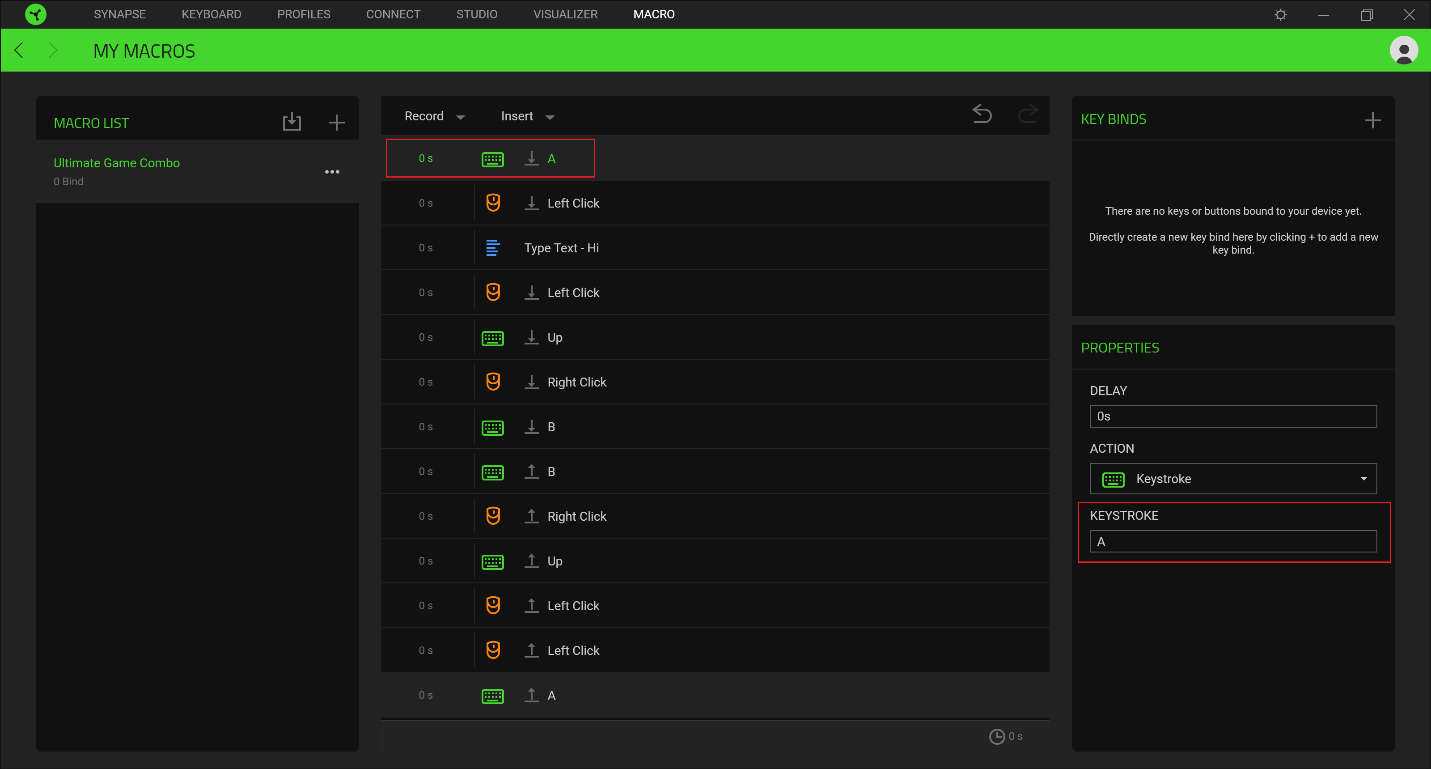 SYNAPSE KEYBOARD PROFILES CONNECT STUDIO VISUALIZER MACRO
MY MACROS
MACRO LIST
Ultimate Game Combo
0 Bind
Record Insert
0 s A
0 s Left Click
0 s Type Text - Hi
0 s Left Click
0 s Up
0 s Right Click
0 s B
0 s B
0 s Right Click
0 s Up
0 s Left Click
0 s Left Click
0 s A
0 s
KEY BINDS
There are no keys or buttons bound to your device yet.
Directly create a new key bind here by clicking + to add a new
key bind.
PROPERTIES
DELAY
0s
ACTION
Keystroke
KEYSTROKE
A